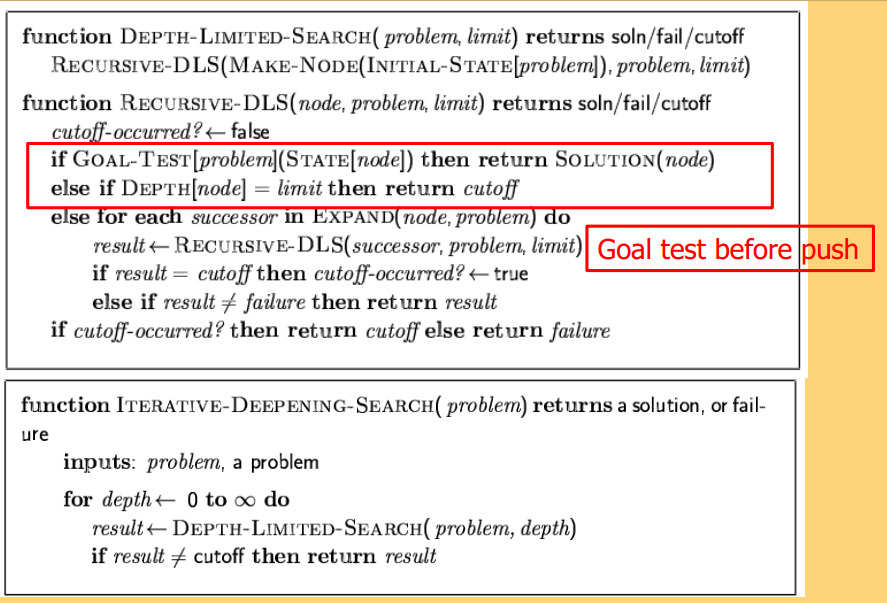 function DEPTH-LIMITED-SEARCH( problem, limit) returns soln/fail/cutoff
RECURSIVE-DLS(MAKE-NODE(INITIAL-STATE[problem]), problem, limit)
function RECURSIVE-DLS(node, problem, limit) returns soln/fail/cutoff
cutoff-occurred? ← false
if GOAL-TEST[problem](STATE[node]) then return SOLUTION(node)
else if DEPTH[node] = limit then return cutoff
else for each successor in EXPAND(node, problem) do
result ← RECURSIVE-DLS(successor, problem, limit)
Goal test before push
if result = cutoff then cutoff-occurred? ← true
else if result ≠ failure then return result
if cutoff-occurred? then return cutoff else return failure
function ITERATIVE-DEEPENING-SEARCH( problem) returns a solution, or fail-
ure
inputs: problem, a problem
for depth ← 0 to ∞ do
result ← DEPTH-LIMITED-SEARCH( problem, depth)
if result ≠ cutoff then return result